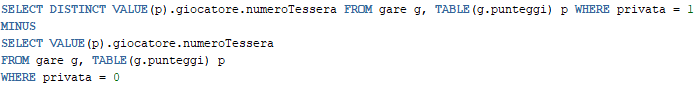 SELECT DISTINCT VALUE(p).giocatore.numeroTessera FROM gare g, TABLE(g.punteggi) p WHERE privata = 1
MINUS
SELECT VALUE(p).giocatore.numeroTessera
FROM gare g, TABLE(g.punteggi) p
WHERE privata = 0